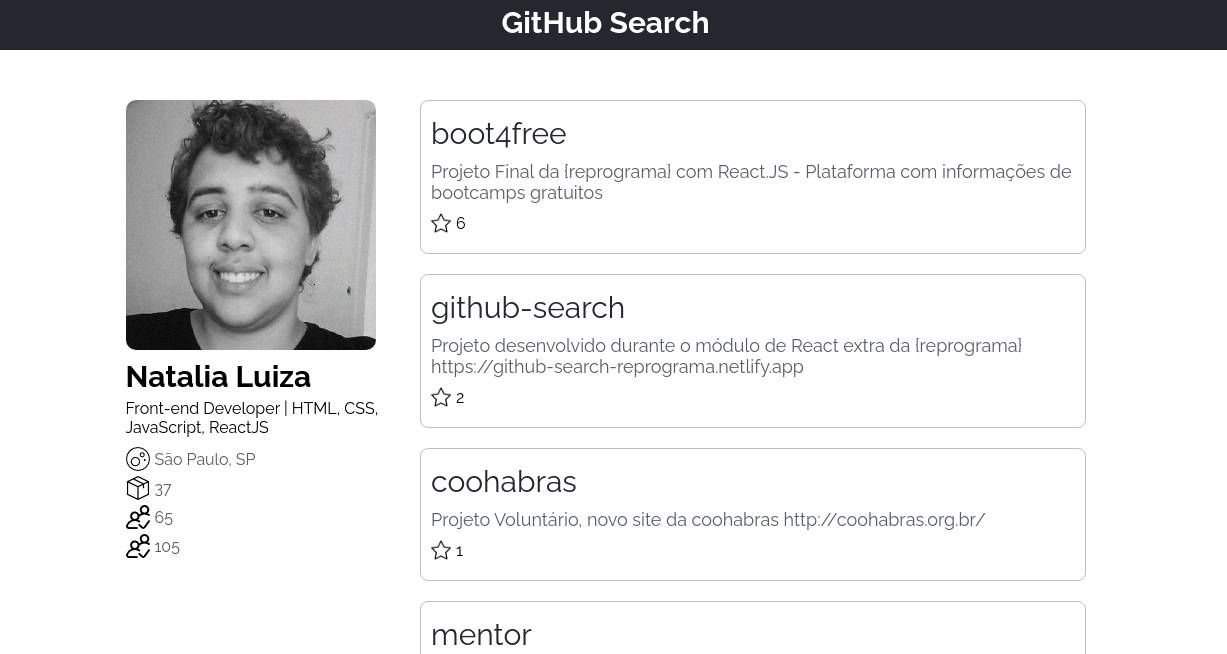 GitHub Search
Natalia Luiza
Front-end Developer | HTML, CSS,
JavaScript, ReactJS
São Paulo, SP
37
65
105
boot4free
Projeto Final da {reprograma} com React.JS - Plataforma com informações de
bootcamps gratuitos
6
github-search
Projeto desenvolvido durante o módulo de React extra da {reprograma}
https://github-search-reprograma.netlify.app
2
coohabras
Projeto Voluntário, novo site da coohabras http://coohabras.org.br/
1
mentor